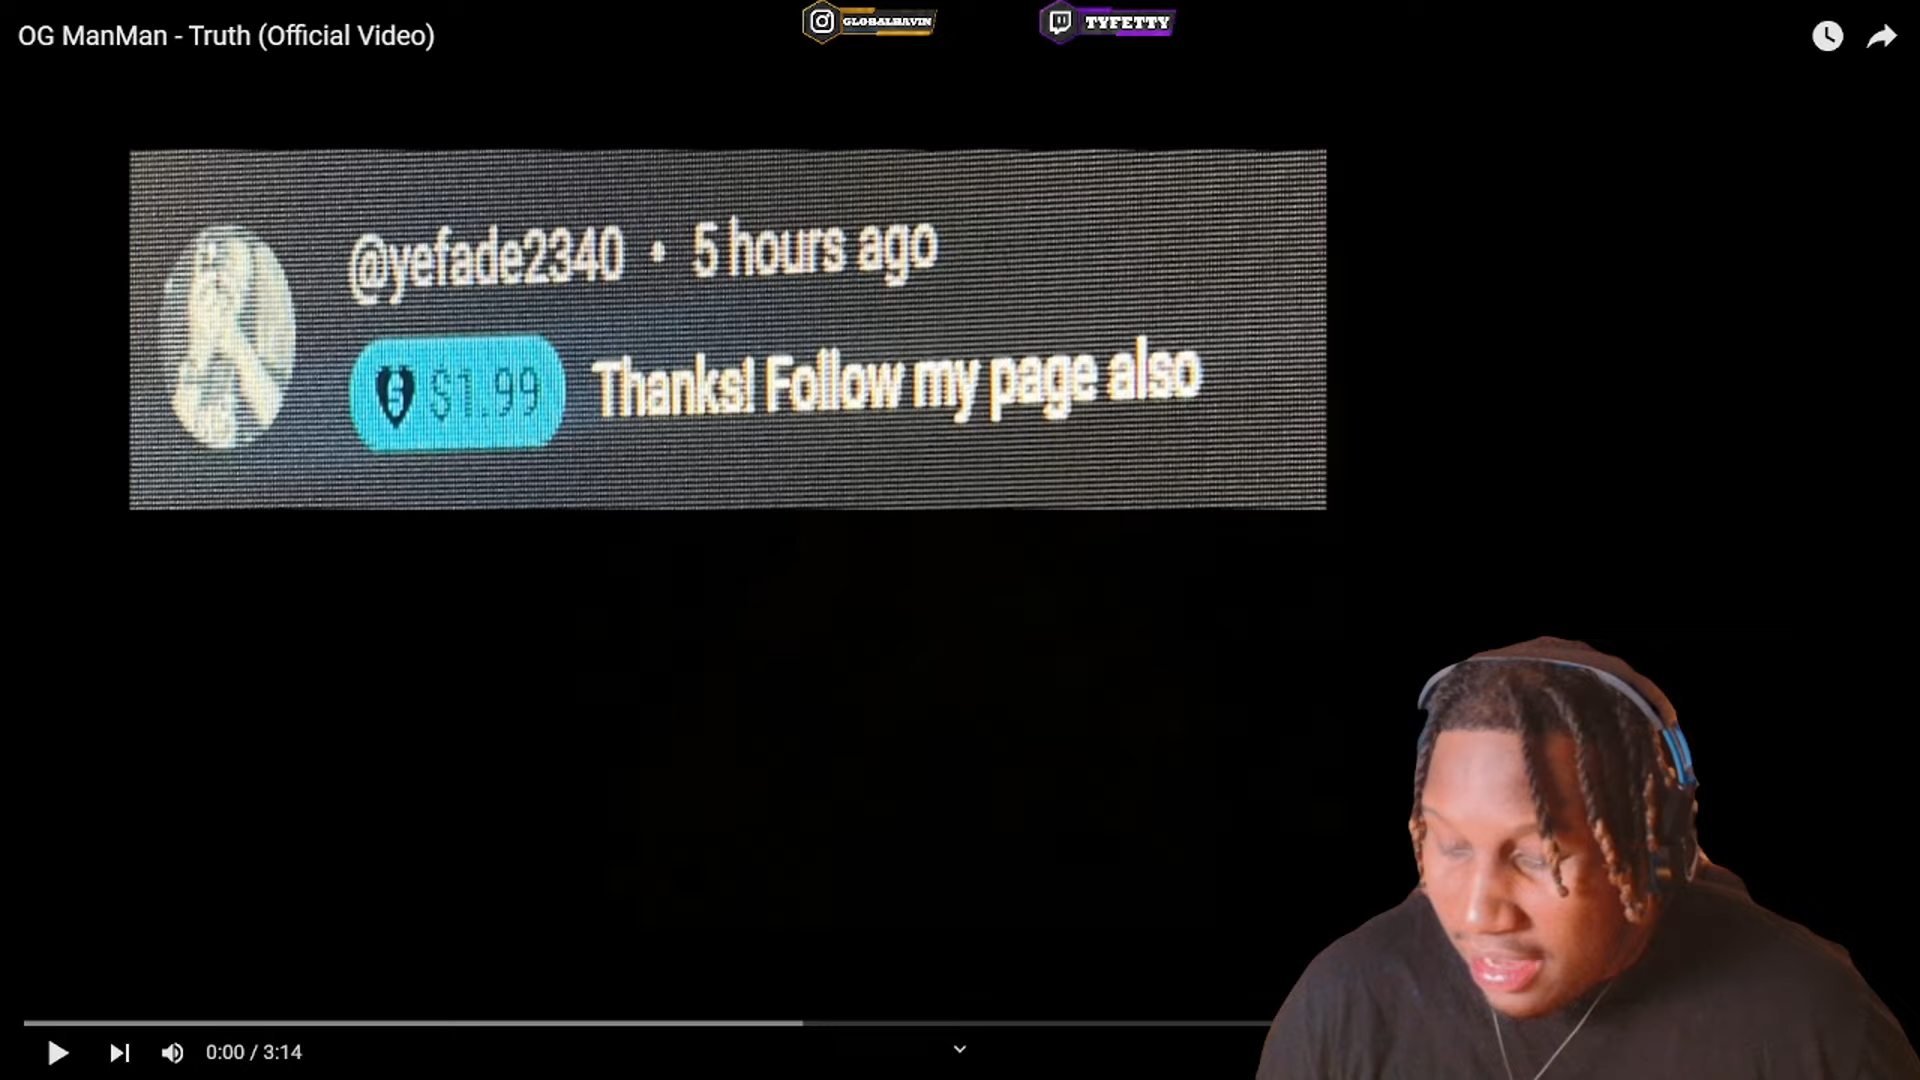 OG ManMan - Truth (Official Video)
GLOBALHAVIN
TYFETTY
@yefade2340 • 5 hours ago
$1.99 Thanks! Follow my page also
0:00 / 3:14